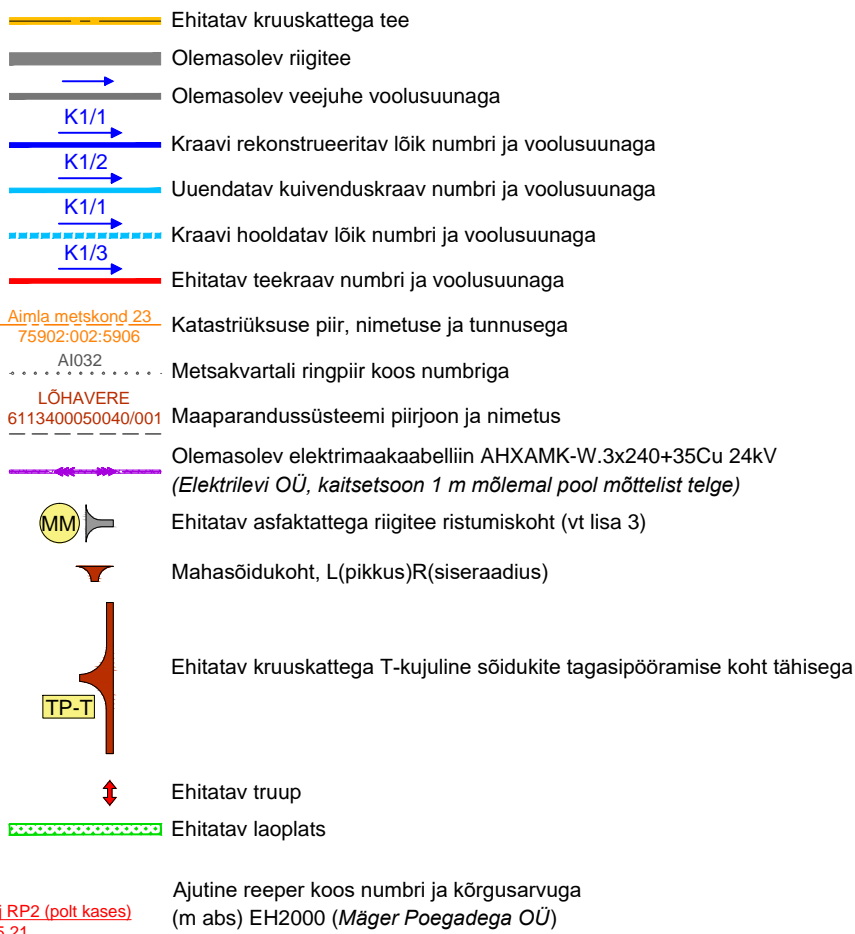 Ehitatav kruuskattega tee
Olemasolev riigitee
Olemasolev veejuhe voolusuunaga
K1/1
Kraavi rekonstrueeritav lõik numbri ja voolusuunaga
K1/2
Uuendatav kuivenduskraav numbri ja voolusuunaga
K1/1
Kraavi hooldatav lõik numbri ja voolusuunaga
K1/3
Ehitatav teekraav numbri ja voolusuunaga
Aimla metskond 23
75902:002:5906
Katastriüksuse piir, nimetuse ja tunnusega
AI032
Metsakvartali ringpiir koos numbriga
LÕHAVERE
6113400050040/001
Maaparandussüsteemi piirjoon ja nimetus
Olemasolev elektrimaakaabelliin AHXAMK-W.3x240+35Cu 24kV
(Elektrilevi OÜ, kaitsetsoon 1 m mõlemal pool mõttelist telge)
MM
Ehitatav asfaktattega riigitee ristumiskoht (vt lisa 3)
Mahasõidukoht, L(pikkus)R(siseraadius)
Ehitatav kruuskattega T-kujuline sõidukite tagasipööramise koht tähisega
TP-T
Ehitatav truup
Ehitatav laoplats
Ajutine reeper koos numbri ja kõrgusarvuga
(m abs) EH2000 (Mäger Poegadega OÜ)
RP2 (polt kases)